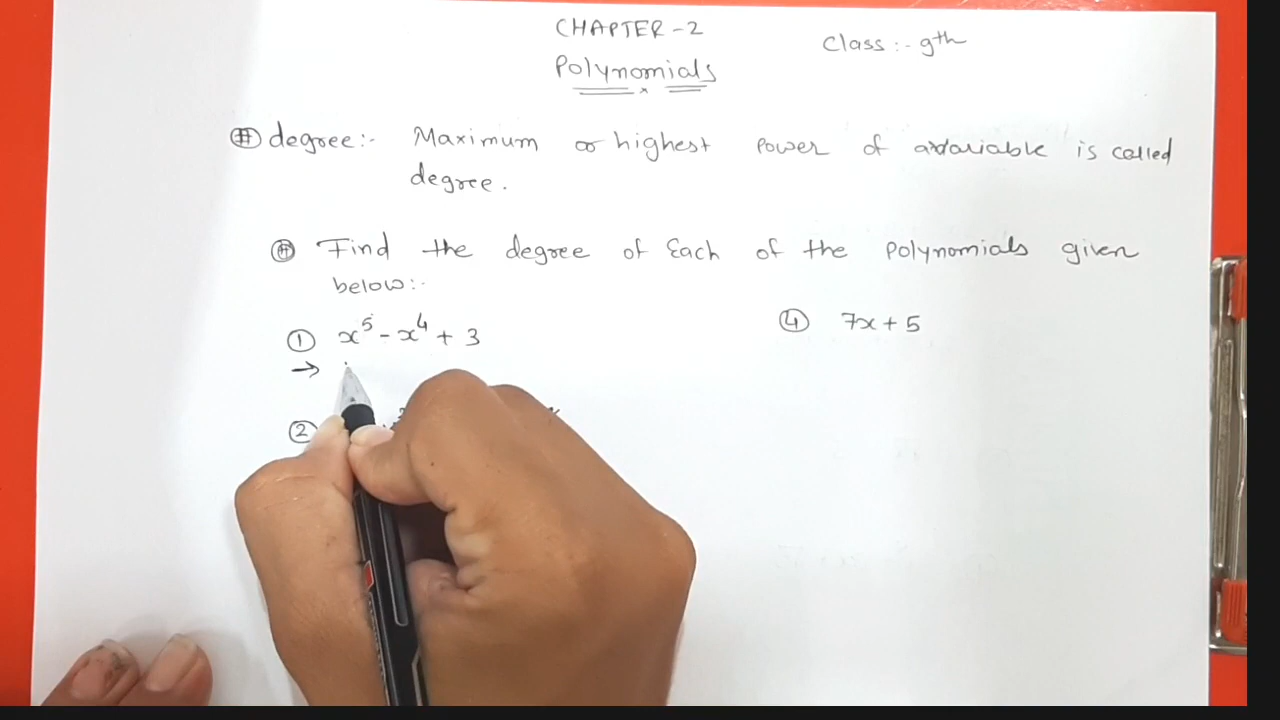 CHAPTER-2
Class:- 9th
Polynomials
# degree:- Maximum or highest power of a variable is called
degree.
# Find the degree of Each of the Polynomials given
below:-
① x⁵ - x⁴ + 3
④ 7x + 5
→
②